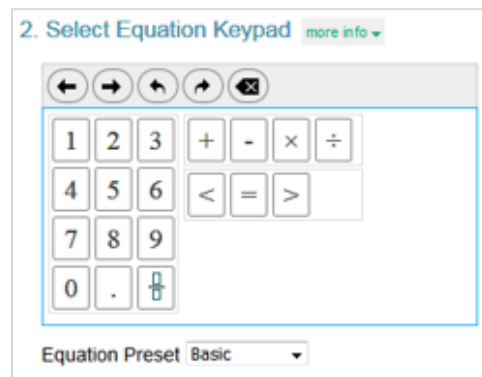 2. Select Equation Keypad more info
1 2 3 + - × ÷
4 5 6 < = >
7 8 9
0 .
Equation Preset Basic